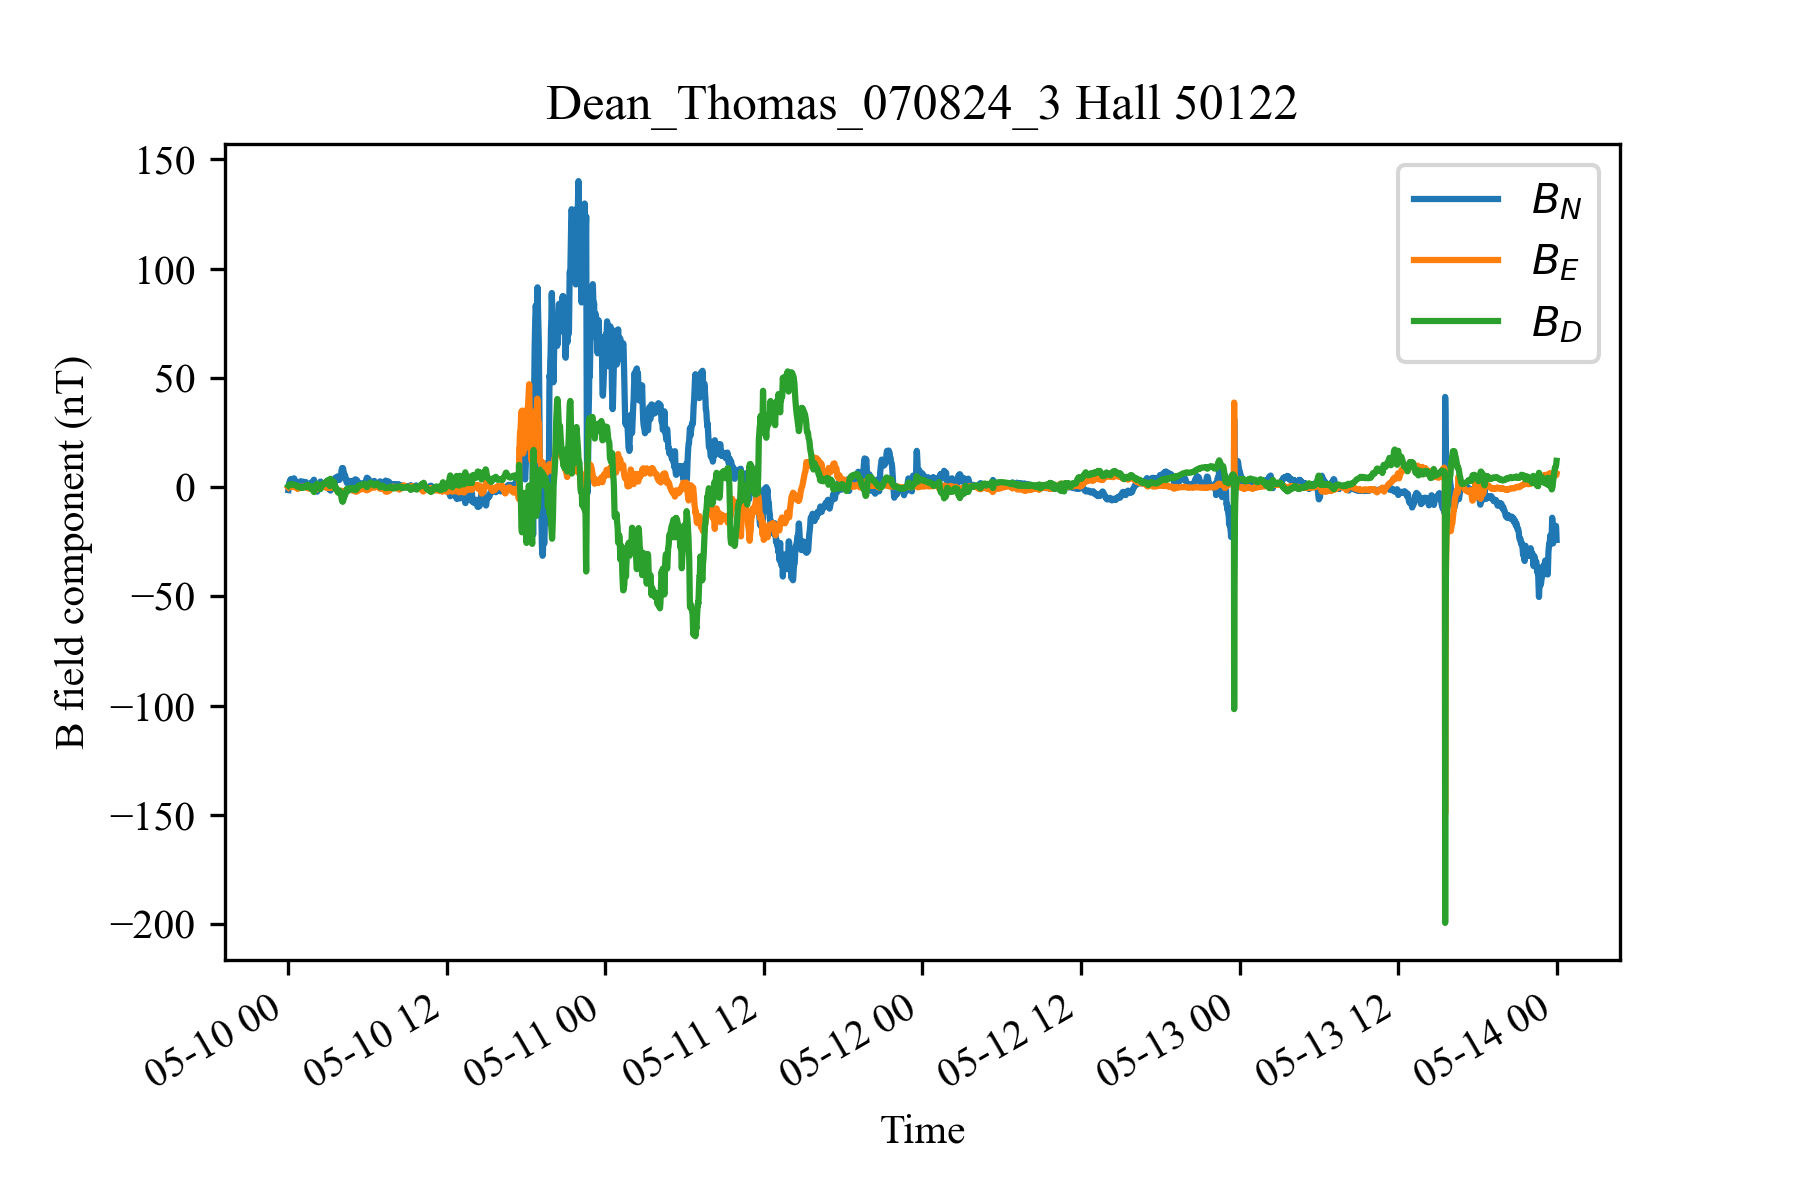 Dean_Thomas_070824_3 Hall 50122
150
100
50
0
−50
−100
−150
−200
B field component (nT)
B_N
B_E
B_D
05-10 00
05-10 12
05-11 00
05-11 12
05-12 00
05-12 12
05-13 00
05-13 12
05-14 00
Time